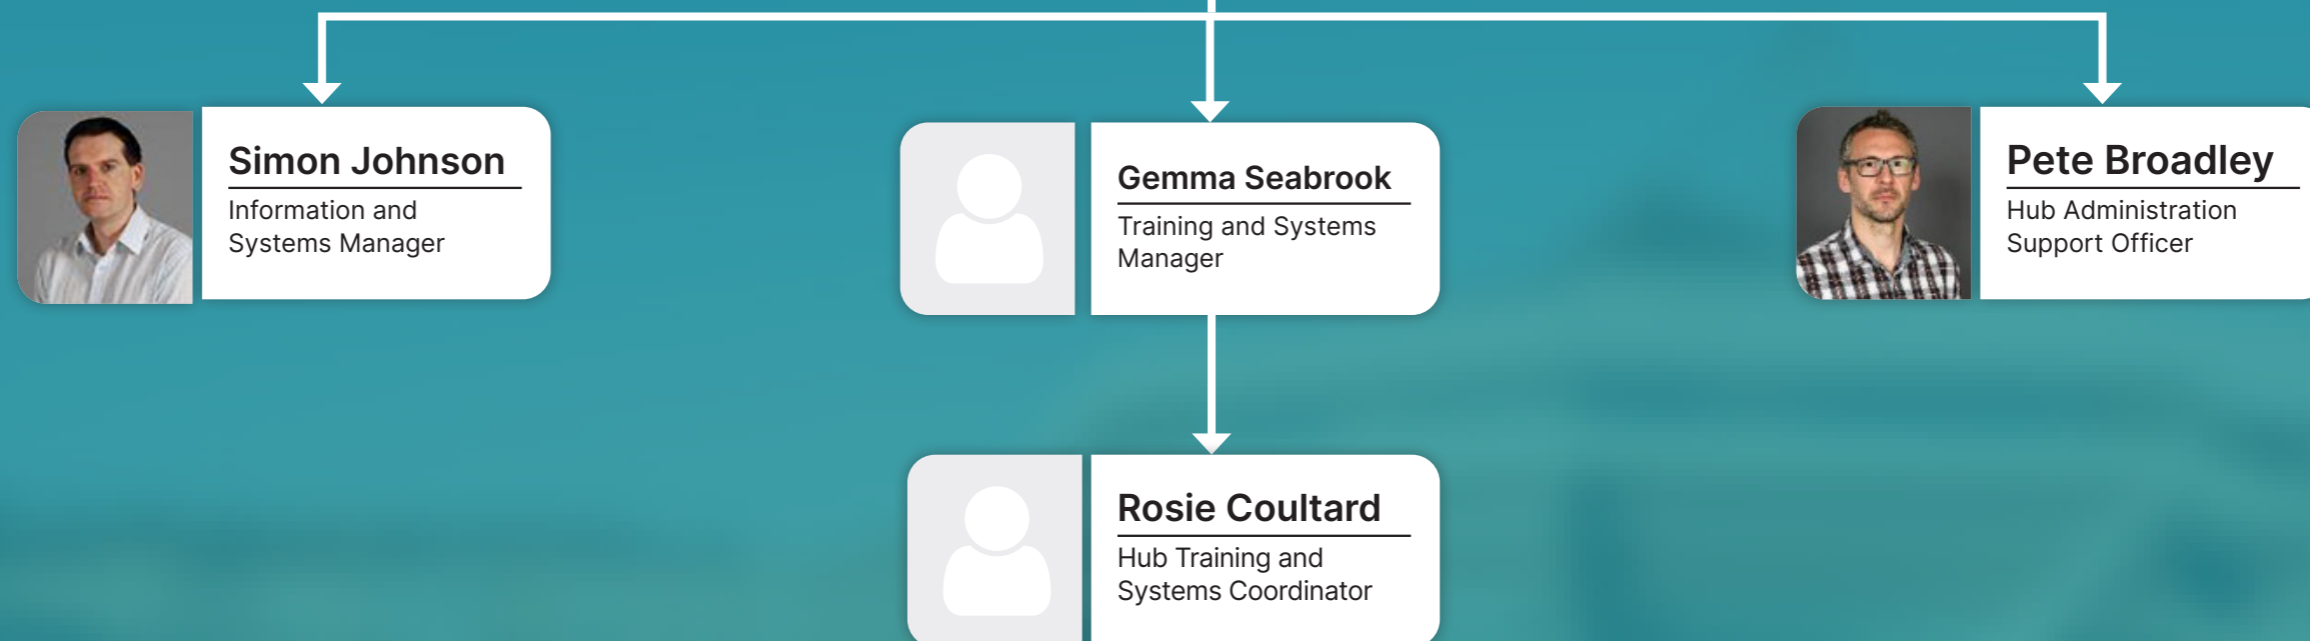 Simon Johnson
Information and
Systems Manager
Gemma Seabrook
Training and Systems
Manager
Pete Broadley
Hub Administration
Support Officer
Rosie Coultard
Hub Training and
Systems Coordinator